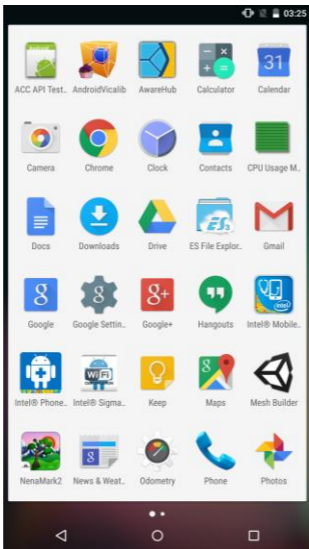 03:25
ACC API Test.. AndroidVicalib AwareHub Calculator Calendar
Camera Chrome Clock Contacts CPU Usage M..
Docs Downloads Drive ES File Explor.. Gmail
Google Google Settin.. Google+ Hangouts Intel® Mobile..
Intel® Phone.. Intel® Sigma.. Keep Maps Mesh Builder
NenaMark2 News & Weat.. Odometry Phone Photos